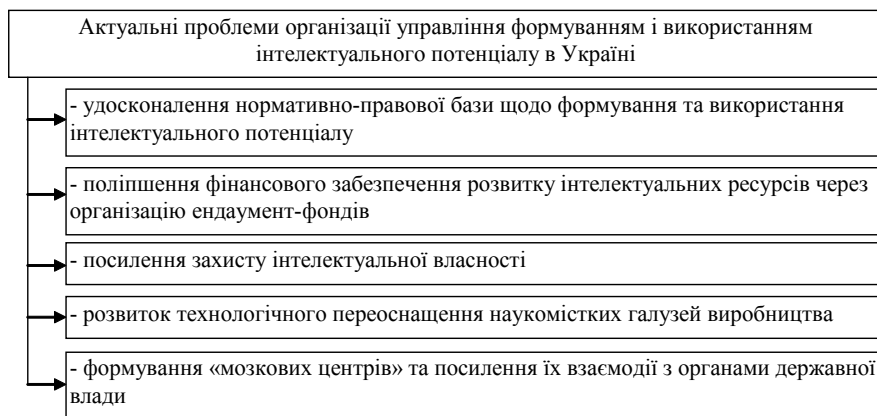 Актуальні проблеми організації управління формуванням і використанням
інтелектуального потенціалу в Україні
- удосконалення нормативно-правової бази щодо формування та використання
інтелектуального потенціалу
- поліпшення фінансового забезпечення розвитку інтелектуальних ресурсів через
організацію ендаумент-фондів
- посилення захисту інтелектуальної власності
- розвиток технологічного переоснащення наукомістких галузей виробництва
- формування «мозкових центрів» та посилення їх взаємодії з органами державної
влади